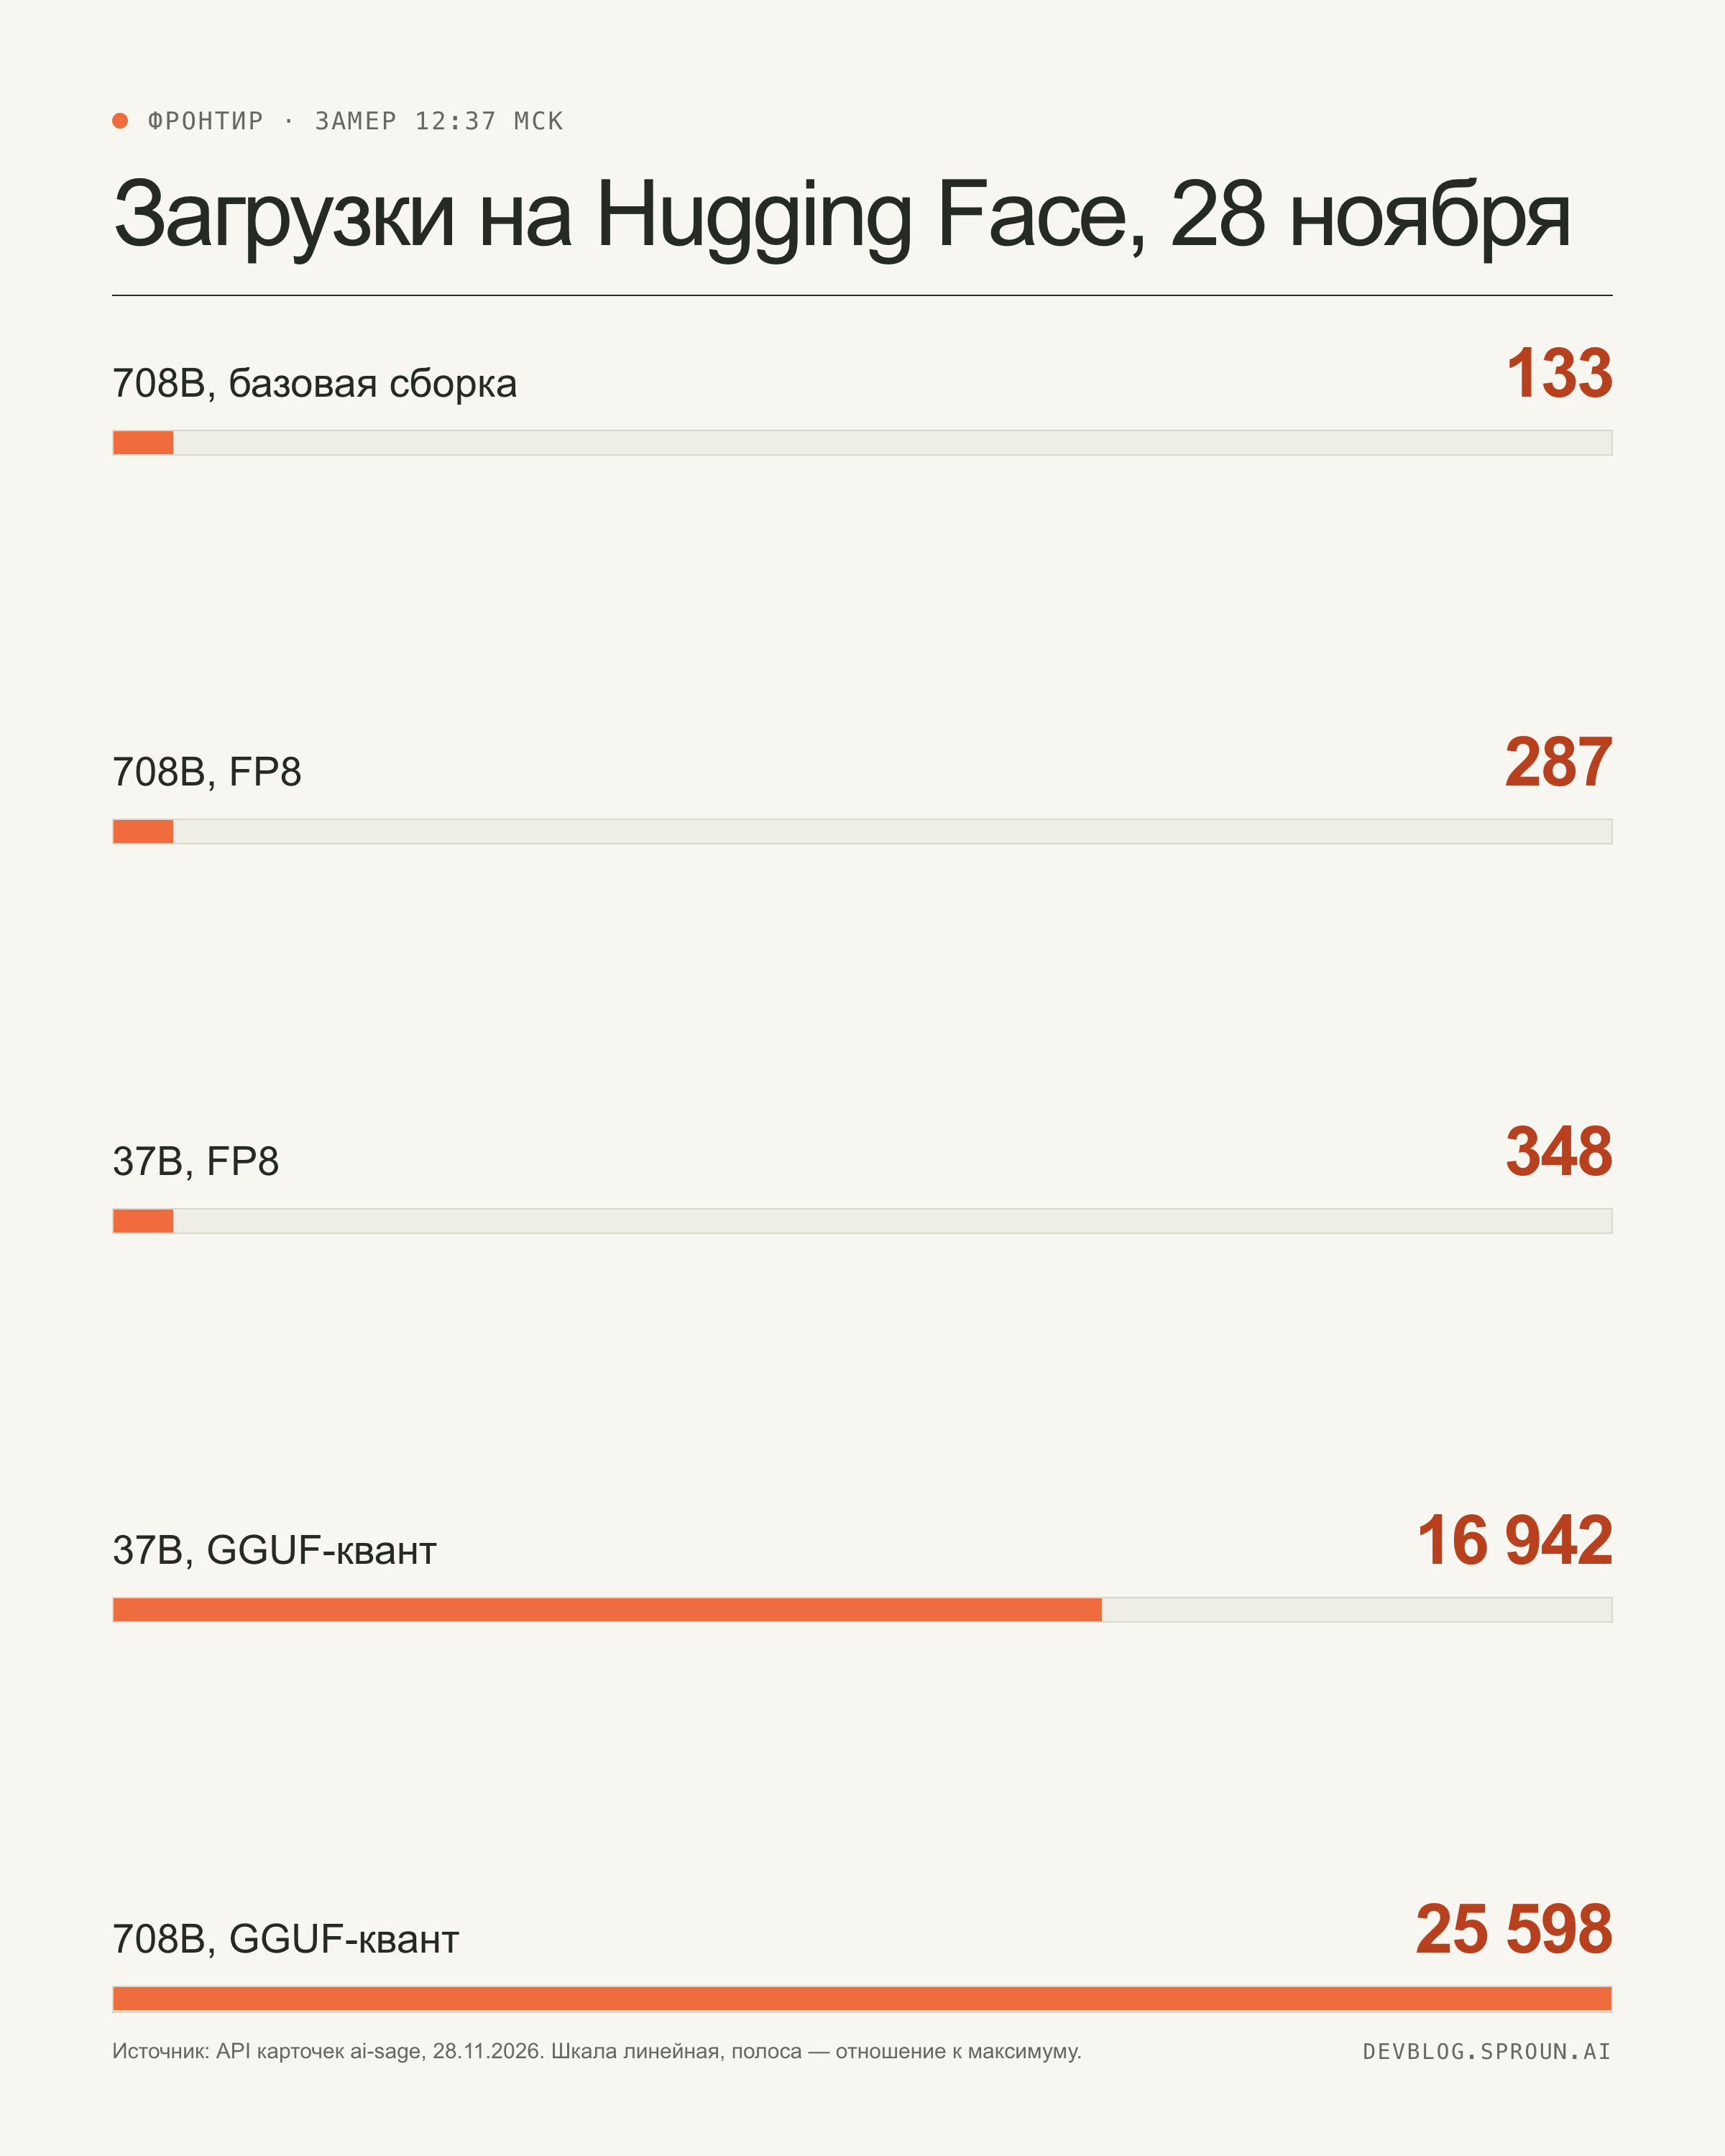 ФРОНТИР · ЗАМЕР 12:37 МСК
Загрузки на Hugging Face, 28 ноября
708B, базовая сборка 133
708B, FP8 287
37B, FP8 348
37B, GGUF-квант 16 942
708B, GGUF-квант 25 598
Источник: API карточек ai-sage, 28.11.2026. Шкала линейная, полоса — отношение к максимуму. DEVBLOG.SPROUN.AI